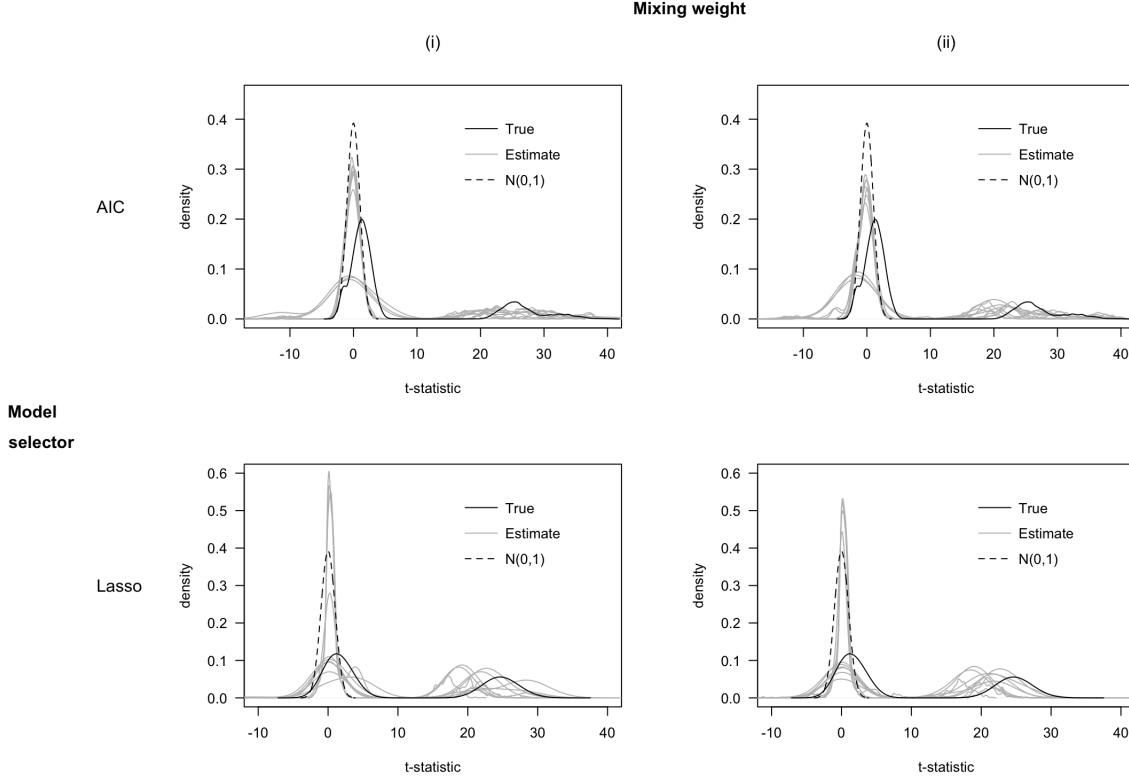 Mixing weight
(i)
(ii)
AIC
density
0.4
0.3
0.2
0.1
0.0
True
Estimate
N(0,1)
-10 0 10 20 30 40
t-statistic
density
0.4
0.3
0.2
0.1
0.0
True
Estimate
N(0,1)
-10 0 10 20 30 40
t-statistic
Model
selector
Lasso
density
0.6
0.5
0.4
0.3
0.2
0.1
0.0
True
Estimate
N(0,1)
-10 0 10 20 30 40
t-statistic
density
0.6
0.5
0.4
0.3
0.2
0.1
0.0
True
Estimate
N(0,1)
-10 0 10 20 30 40
t-statistic